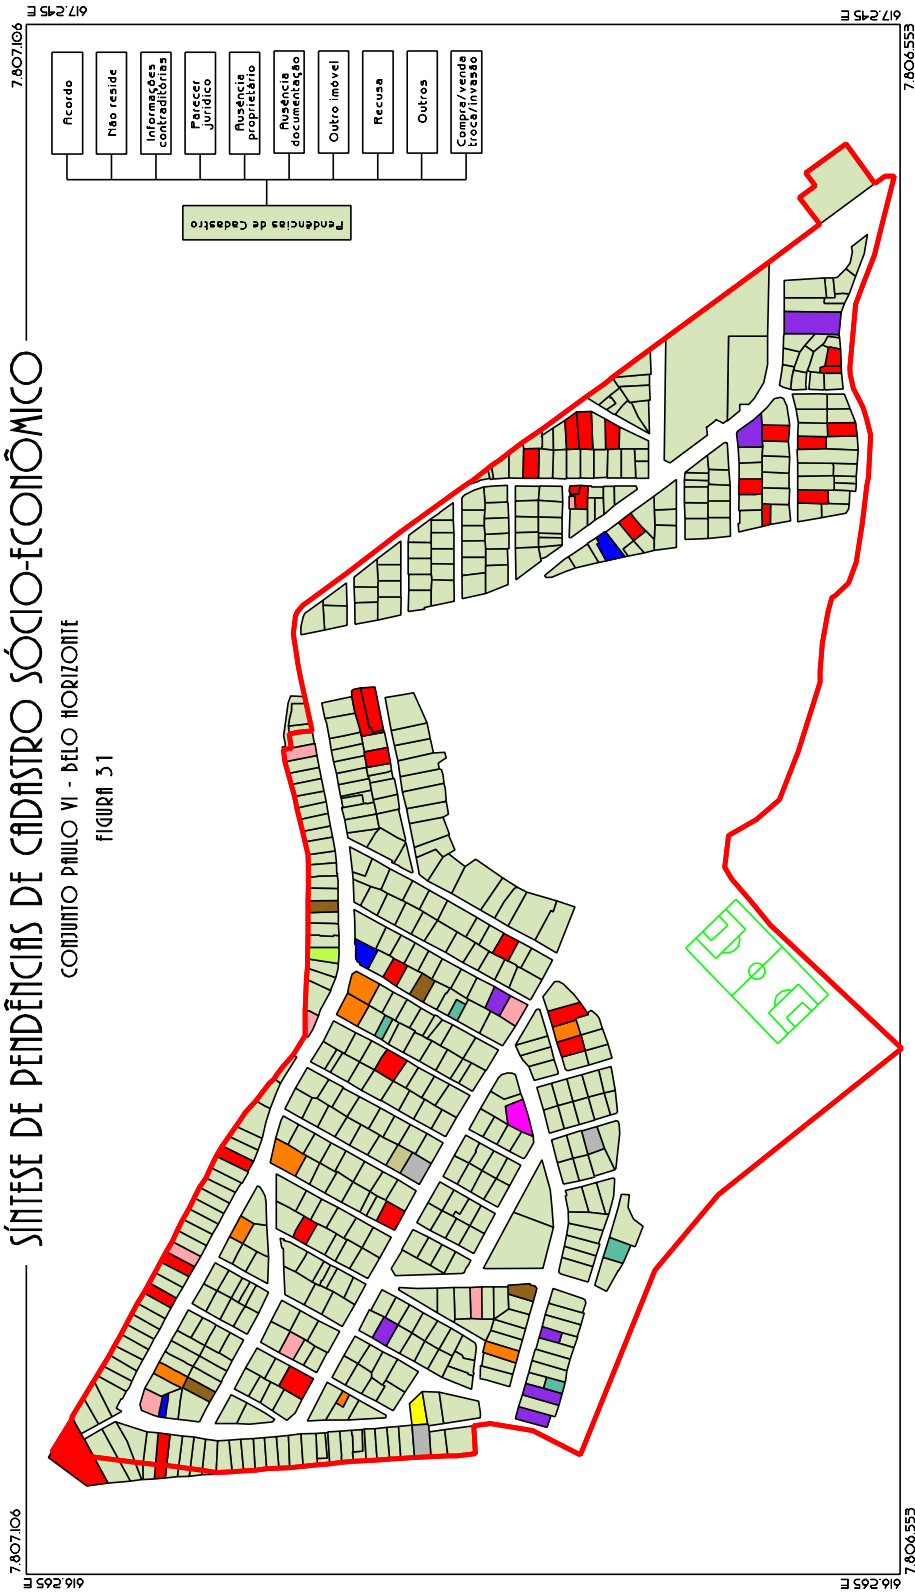 SÍNTESE DE PENDÊNCIAS DE CADASTRO SÓCIO-ECONÔMICO
CONJUNTO PAULO VI - BELO HORIZONTE
FIGURA 31
7.807.106
617.245 E
7.806.553
617.245 E
Pendências de Cadastro
Acordo
Não reside
Informações
contraditórias
Parecer
jurídico
Ausência
proprietário
Ausência
documentação
Outro imóvel
Recusa
Outros
Compra/venda
troca/invasão
7.807.106
616.265 E
7.806.553
616.265 E